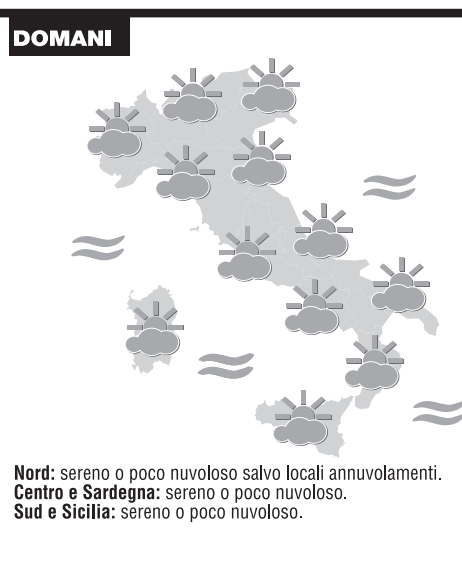 DOMANI
Nord: sereno o poco nuvoloso salvo locali annuvolamenti.
Centro e Sardegna: sereno o poco nuvoloso.
Sud e Sicilia: sereno o poco nuvoloso.